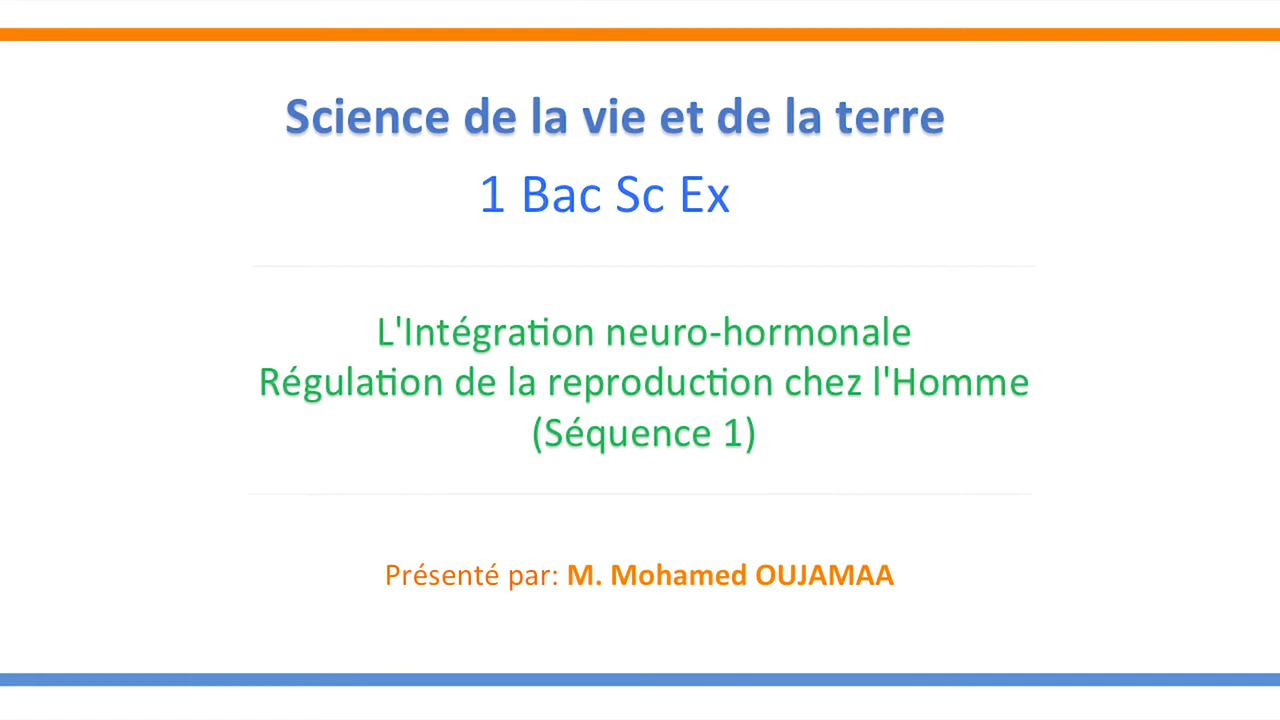 Science de la vie et de la terre
1 Bac Sc Ex
L'Intégration neuro-hormonale
Régulation de la reproduction chez l'Homme
(Séquence 1)
Présenté par: M. Mohamed OUJAMAA